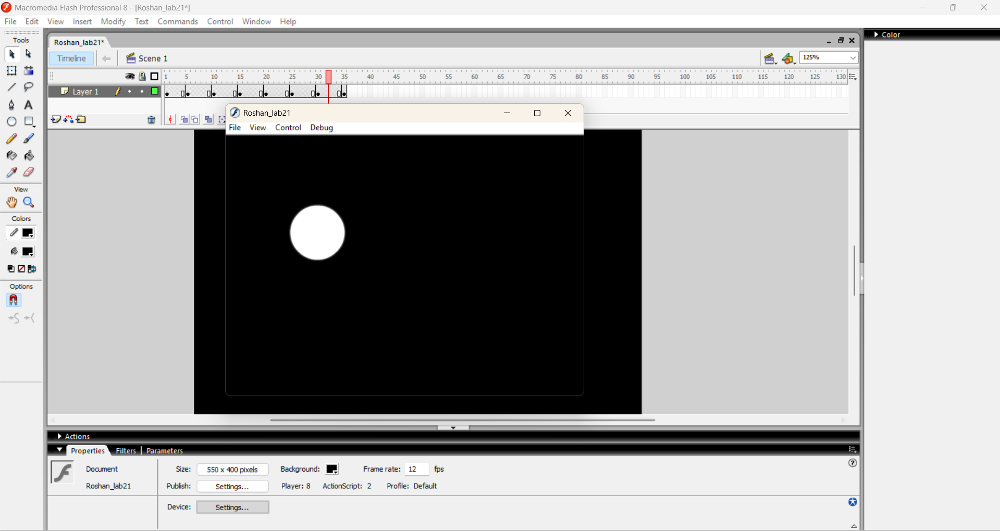 Macromedia Flash Professional 8 - [Roshan_lab21*]
File Edit View Insert Modify Text Commands Control Window Help
Tools
Roshan_lab21*
Color
Timeline
Scene 1
125%
1 5 10 15 20 25 30 35 40 45 50 55 60 65 70 75 80 85 90 95 100 105 110 115 120 125 130
Layer 1
Roshan_lab21
File View Control Debug
View
Colors
Options
Actions
Properties Filters Parameters
Document Size: 550 x 400 pixels Background: Frame rate: 12 fps
Roshan_lab21 Publish: Settings... Player: 8 ActionScript: 2 Profile: Default
Device: Settings...